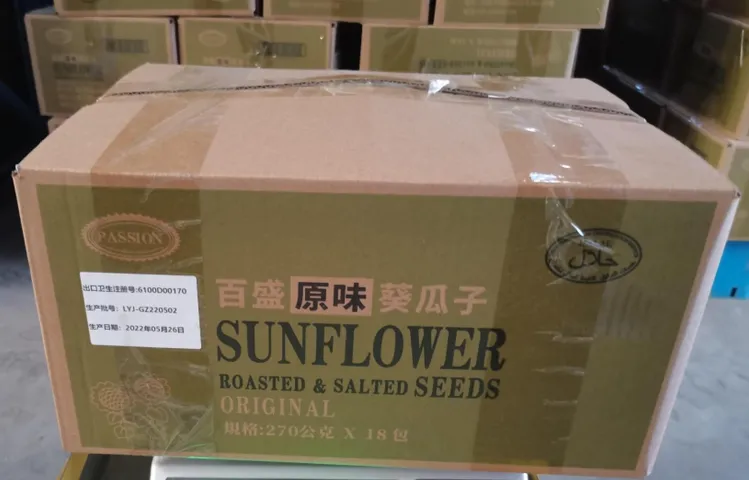 PASSION
حلال
出口卫生注册号:6100D00170
生产批号：LYJ-GZ220502
生产日期：2022年05月26日
百盛原味葵瓜子
SUNFLOWER
ROASTED & SALTED SEEDS
ORIGINAL
規格:270公克 X 18包